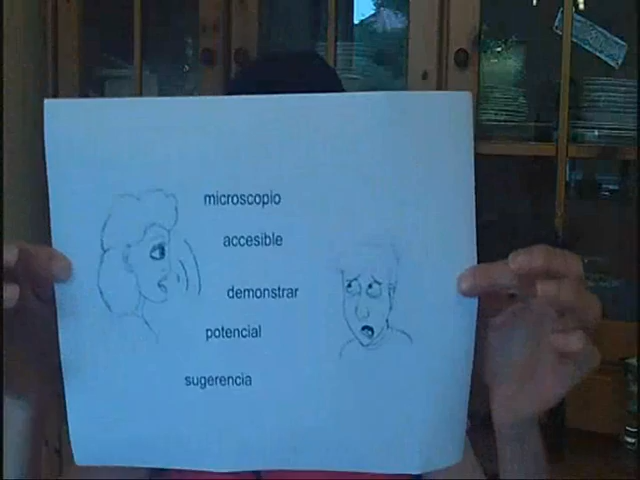 microscopio
accesible
demonstrar
potencial
sugerencia